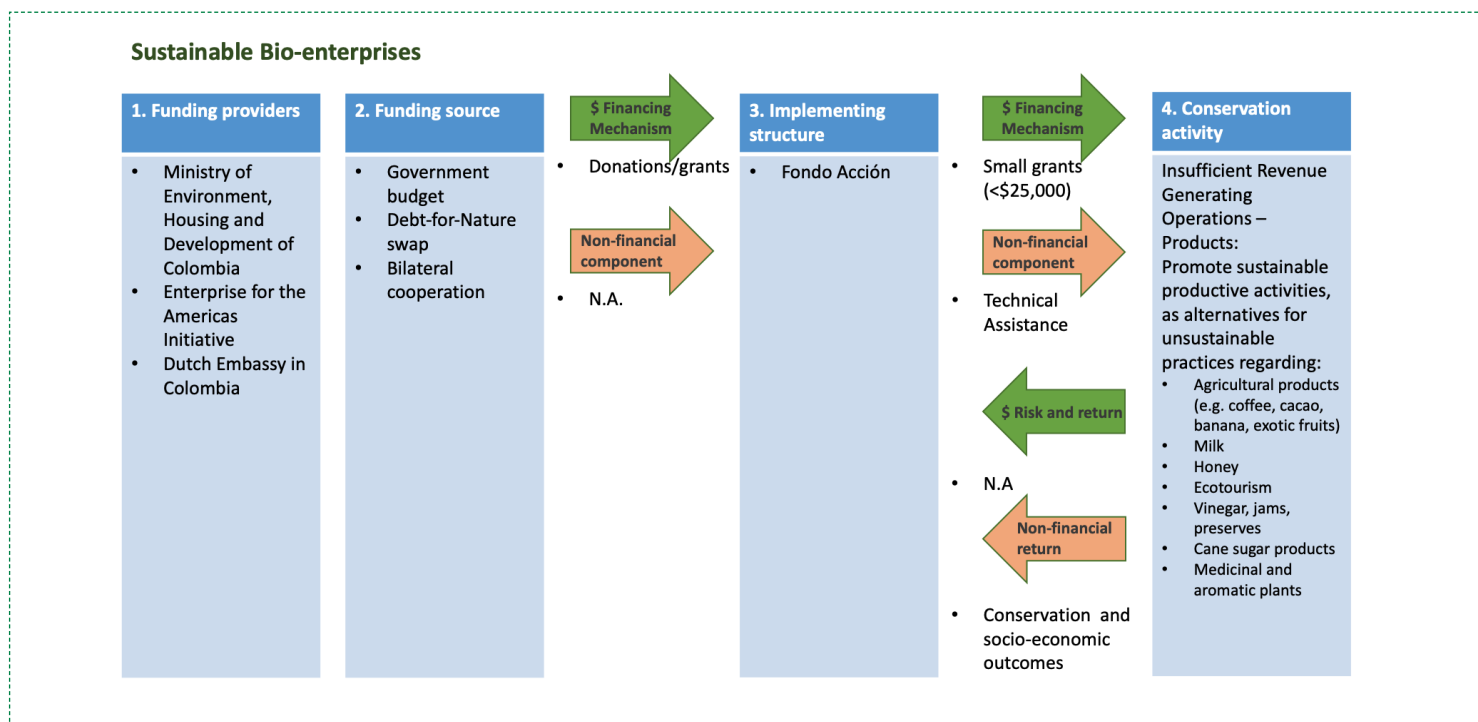 Sustainable Bio-enterprises
1. Funding providers
• Ministry of
Environment,
Housing and
Development of
Colombia
• Enterprise for the
Americas
Initiative
• Dutch Embassy in
Colombia
2. Funding source
• Government
budget
• Debt-for-Nature
swap
• Bilateral
cooperation
$ Financing
Mechanism
• Donations/grants
Non-financial
component
• N.A.
3. Implementing
structure
• Fondo Acción
$ Financing
Mechanism
• Small grants
(<$25,000)
Non-financial
component
• Technical
Assistance
$ Risk and return
• N.A
Non-financial
return
• Conservation and
socio-economic
outcomes
4. Conservation
activity
Insufficient Revenue
Generating
Operations –
Products:
Promote sustainable
productive activities,
as alternatives for
unsustainable
practices regarding:
• Agricultural products
(e.g. coffee, cacao,
banana, exotic fruits)
• Milk
• Honey
• Ecotourism
• Vinegar, jams,
preserves
• Cane sugar products
• Medicinal and
aromatic plants